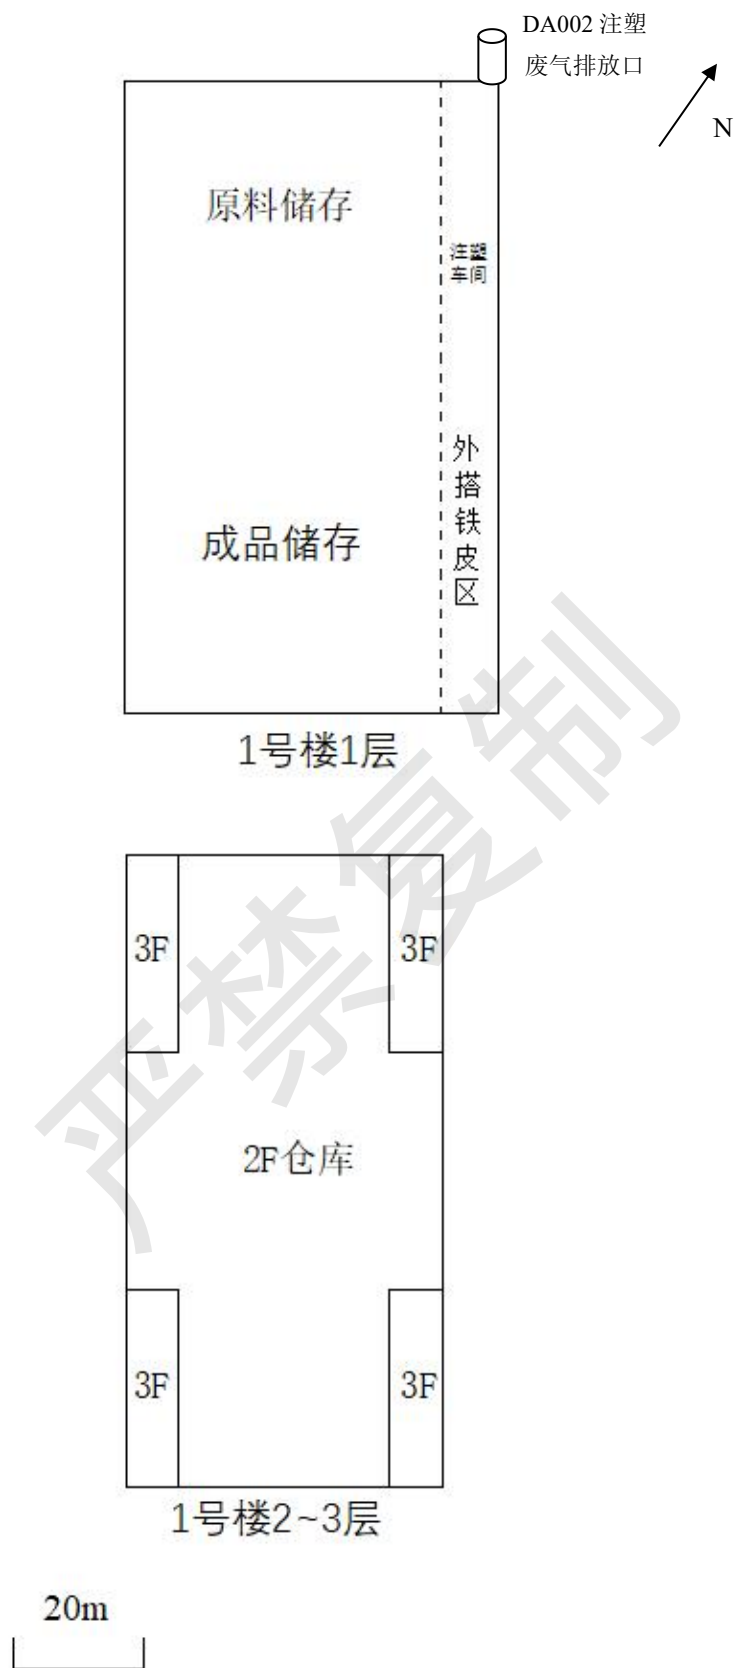 DA002 注塑
废气排放口
N
原料储存
注塑
车间
外搭铁皮区
成品储存
1号楼1层
3F
3F
2F仓库
3F
3F
1号楼2~3层
20m
严禁复制